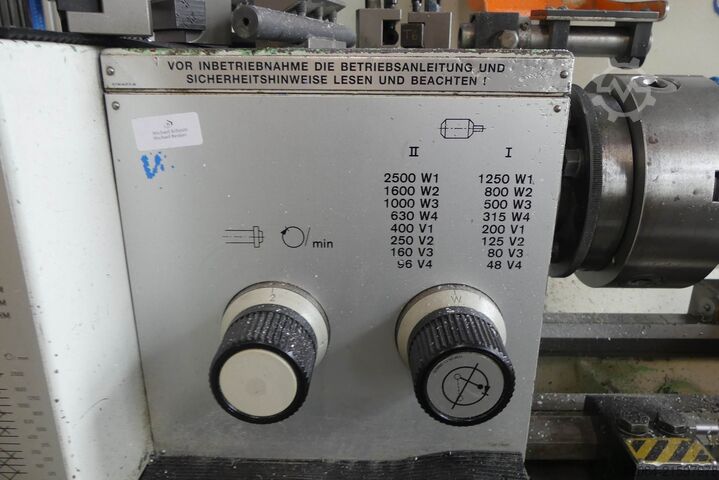 VOR INBETRIEBNAHME DIE BETRIEBSANLEITUNG UND
SICHERHEITSHINWEISE LESEN UND BEACHTEN !
II I
2500 W1 1250 W1
1600 W2 800 W2
1000 W3 500 W3
630 W4 315 W4
400 V1 200 V1
250 V2 125 V2
160 V3 80 V3
96 V4 48 V4
/min
2
W